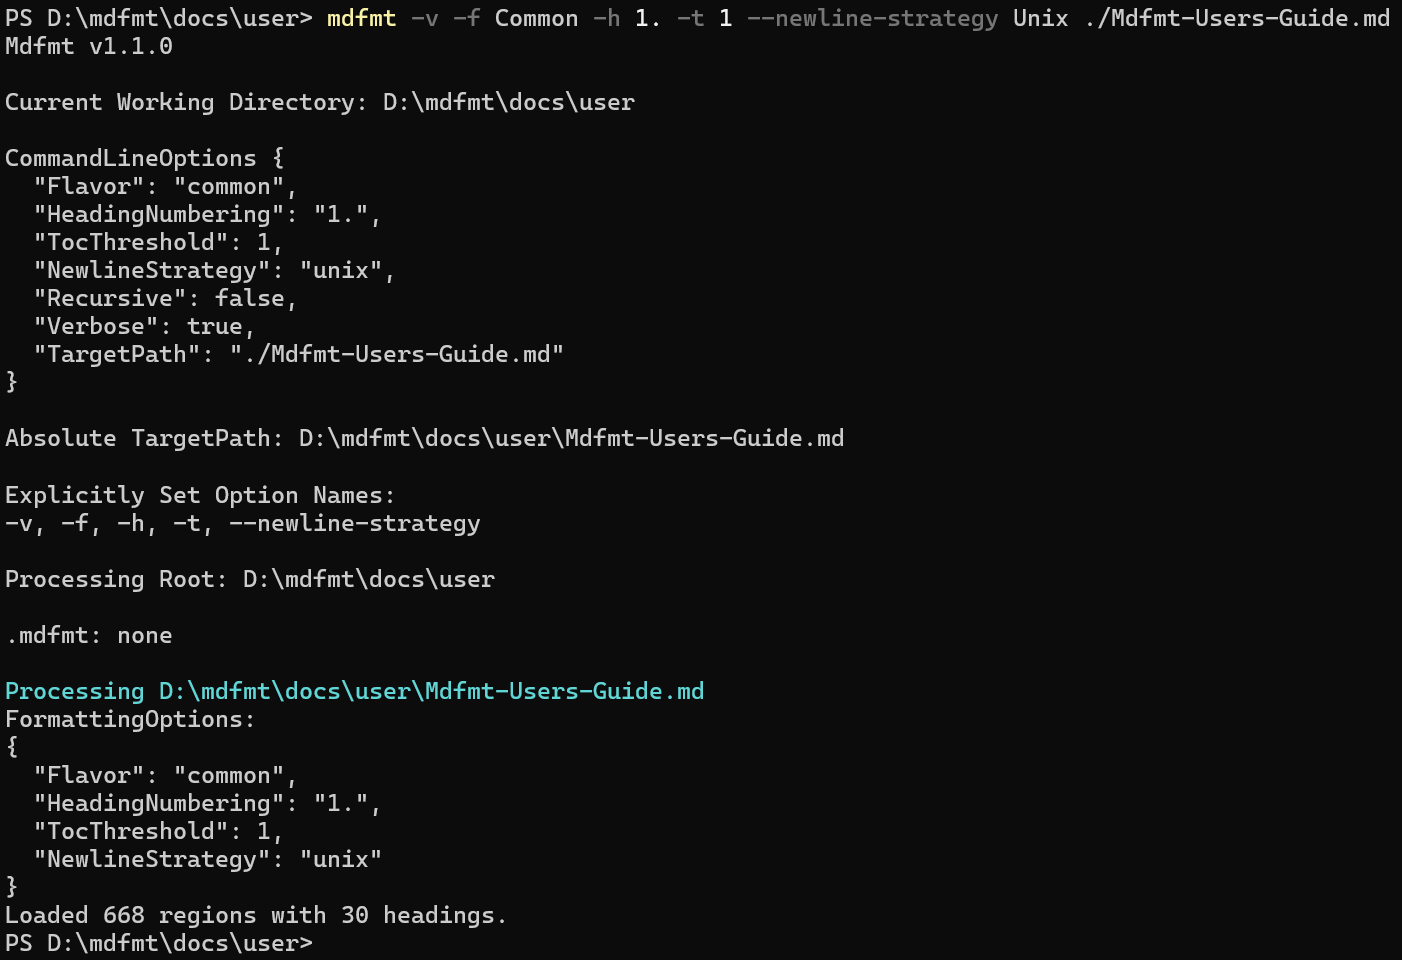 PS D:\mdfmt\docs\user> mdfmt -v -f Common -h 1. -t 1 --newline-strategy Unix ./Mdfmt-Users-Guide.md
Mdfmt v1.1.0

Current Working Directory: D:\mdfmt\docs\user

CommandLineOptions {
  "Flavor": "common",
  "HeadingNumbering": "1.",
  "TocThreshold": 1,
  "NewlineStrategy": "unix",
  "Recursive": false,
  "Verbose": true,
  "TargetPath": "./Mdfmt-Users-Guide.md"
}

Absolute TargetPath: D:\mdfmt\docs\user\Mdfmt-Users-Guide.md

Explicitly Set Option Names:
-v, -f, -h, -t, --newline-strategy

Processing Root: D:\mdfmt\docs\user

.mdfmt: none

Processing D:\mdfmt\docs\user\Mdfmt-Users-Guide.md
FormattingOptions:
{
  "Flavor": "common",
  "HeadingNumbering": "1.",
  "TocThreshold": 1,
  "NewlineStrategy": "unix"
}
Loaded 668 regions with 30 headings.
PS D:\mdfmt\docs\user>